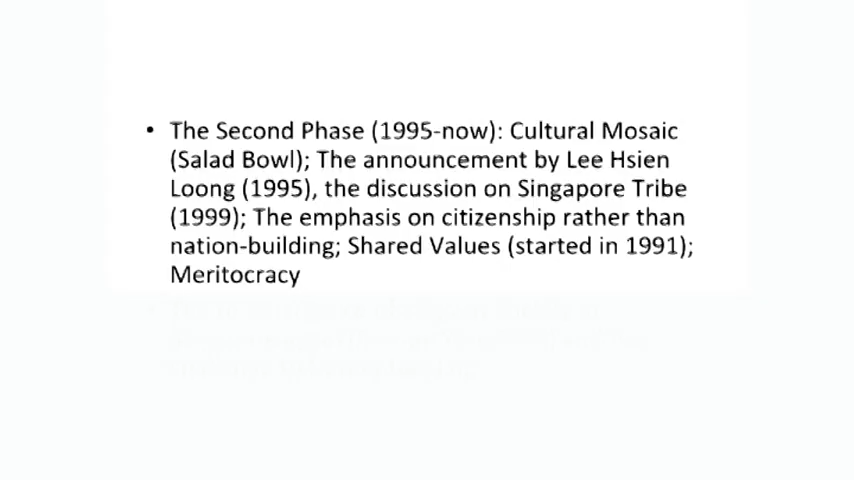 • The Second Phase (1995-now): Cultural Mosaic
(Salad Bowl); The announcement by Lee Hsien
Loong (1995), the discussion on Singapore Tribe
(1999); The emphasis on citizenship rather than
nation-building; Shared Values (started in 1991);
Meritocracy